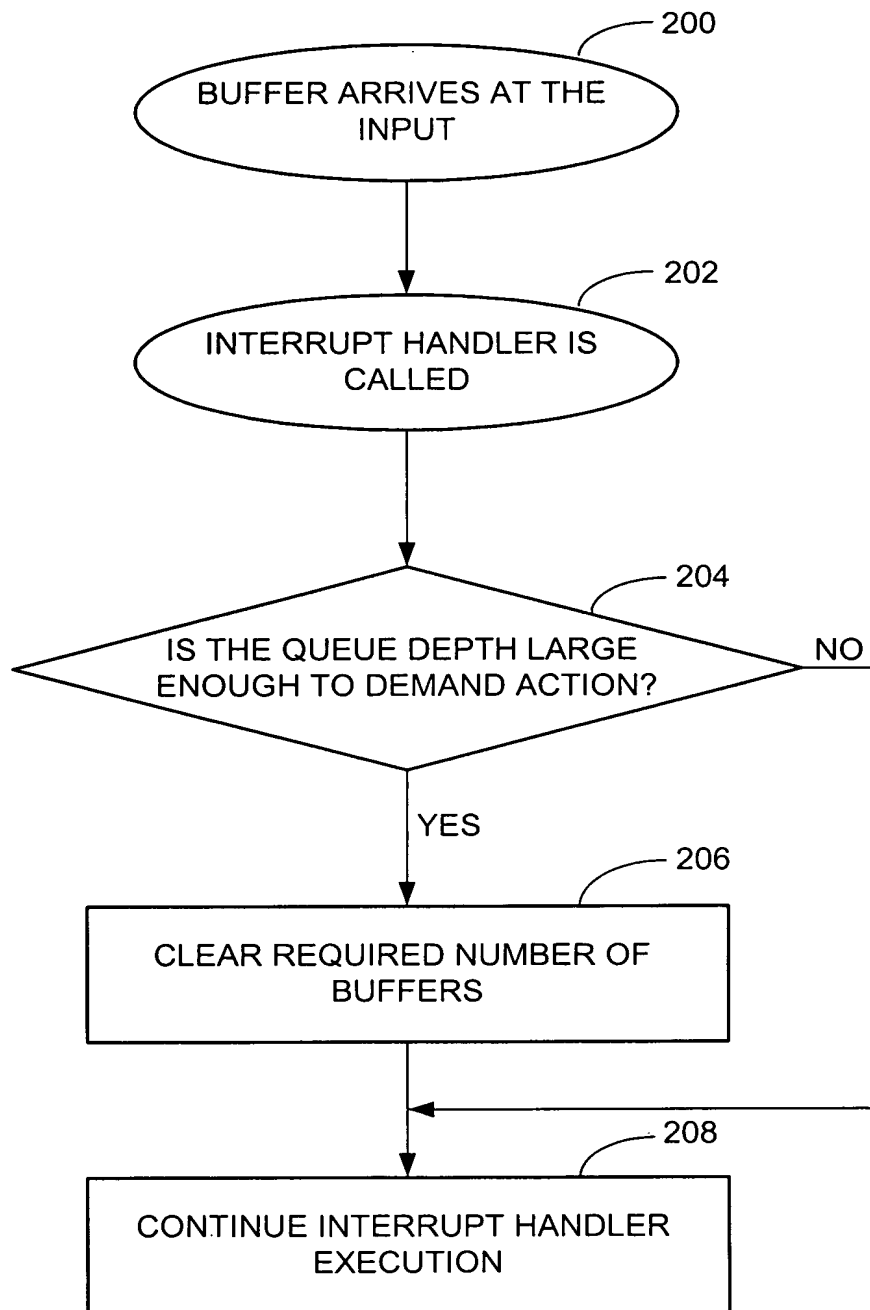 200
BUFFER ARRIVES AT THE
INPUT
202
INTERRUPT HANDLER IS
CALLED
204
IS THE QUEUE DEPTH LARGE
ENOUGH TO DEMAND ACTION?
NO
YES
206
CLEAR REQUIRED NUMBER OF
BUFFERS
208
CONTINUE INTERRUPT HANDLER
EXECUTION